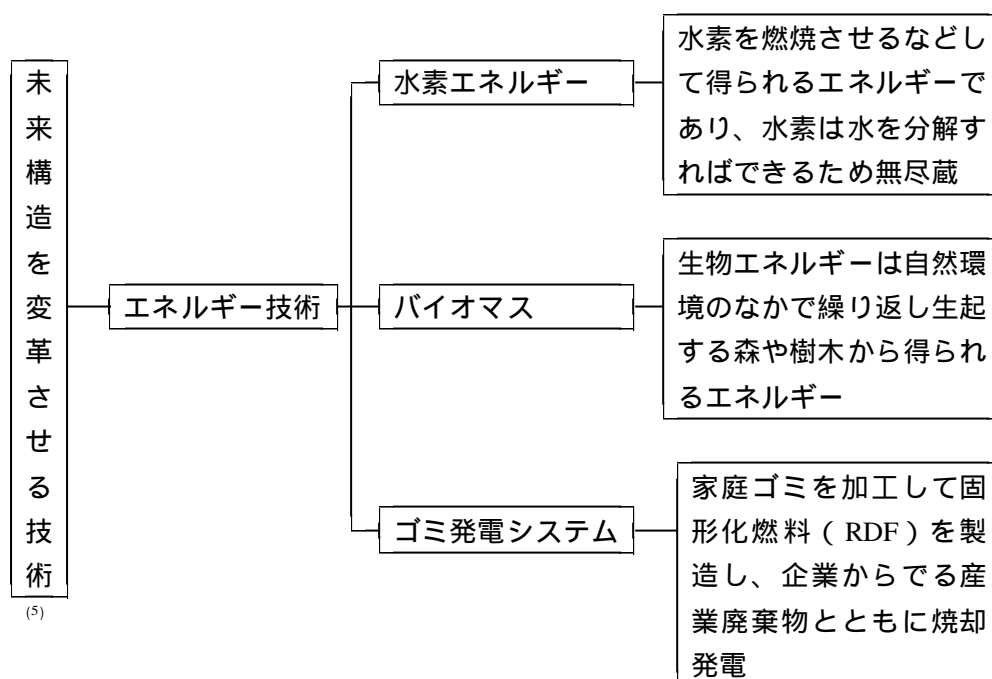 未来構造を変革させる技術
(5)
エネルギー技術
水素エネルギー
水素を燃焼させるなどし
て得られるエネルギーで
あり、水素は水を分解す
ればできるため無尽蔵
バイオマス
生物エネルギーは自然環
境のなかで繰り返し生起
する森や樹木から得られ
るエネルギー
ゴミ発電システム
家庭ゴミを加工して固
形化燃料（RDF）を製
造し、企業からでる産
業廃棄物とともに焼却
発電